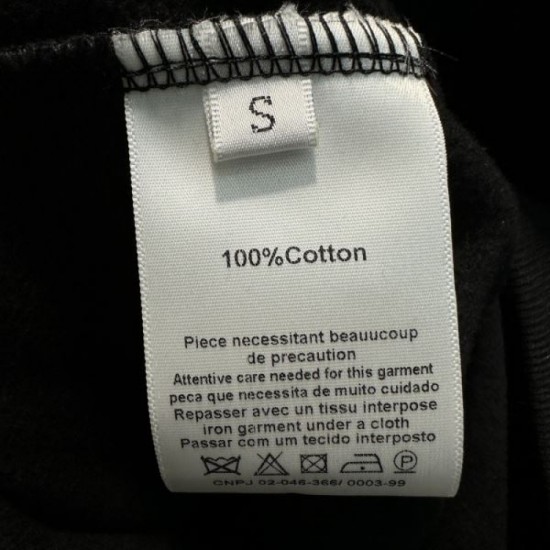 S
100%Cotton
Piece necessitant beauucoup
de precaution
Attentive care needed for this garment
peca que necessita de muito cuidado
Repasser avec un tissu interpose
iron garment under a cloth
Passar com um tecido interposto
P
CNPJ 02-046-366/ 0003-99